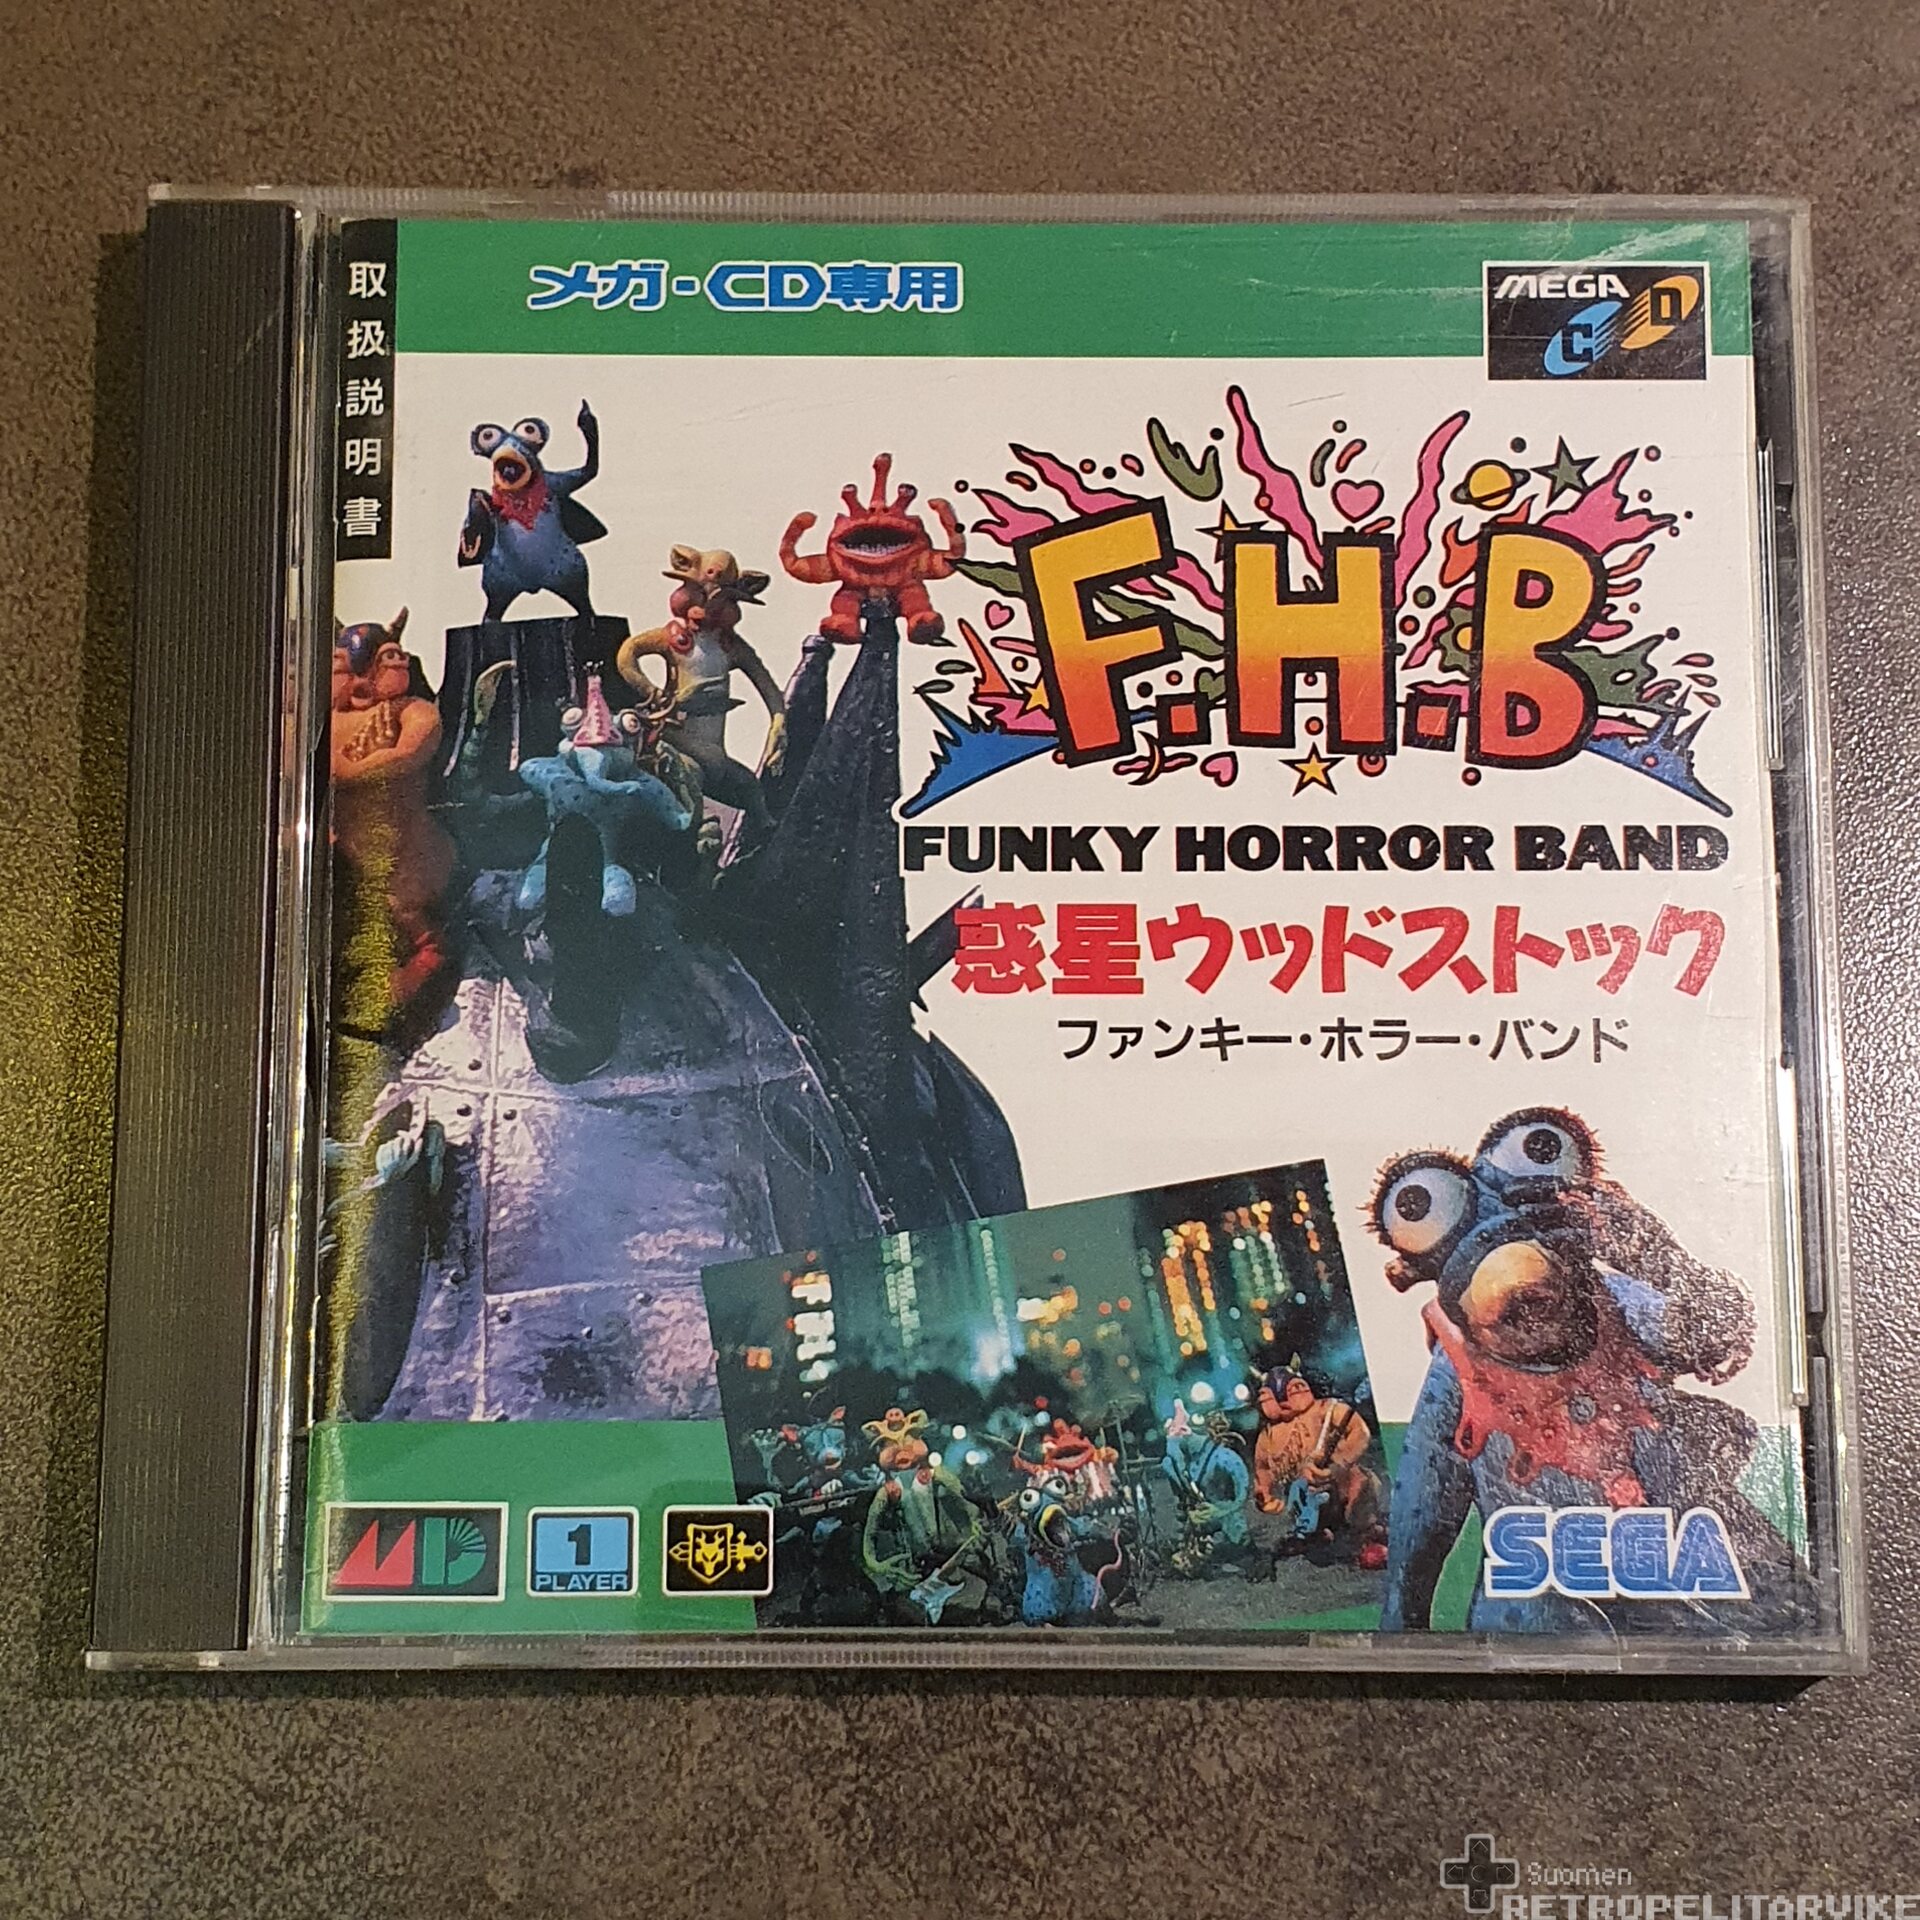 取扱説明書
メガ-CD専用
MEGA
CD
F.H.B
FUNKY HORROR BAND
惑星ウッドストック
ファンキー・ホラー・バンド
MD
1
PLAYER
SEGA
Suomen
RETROPELITARVIKE